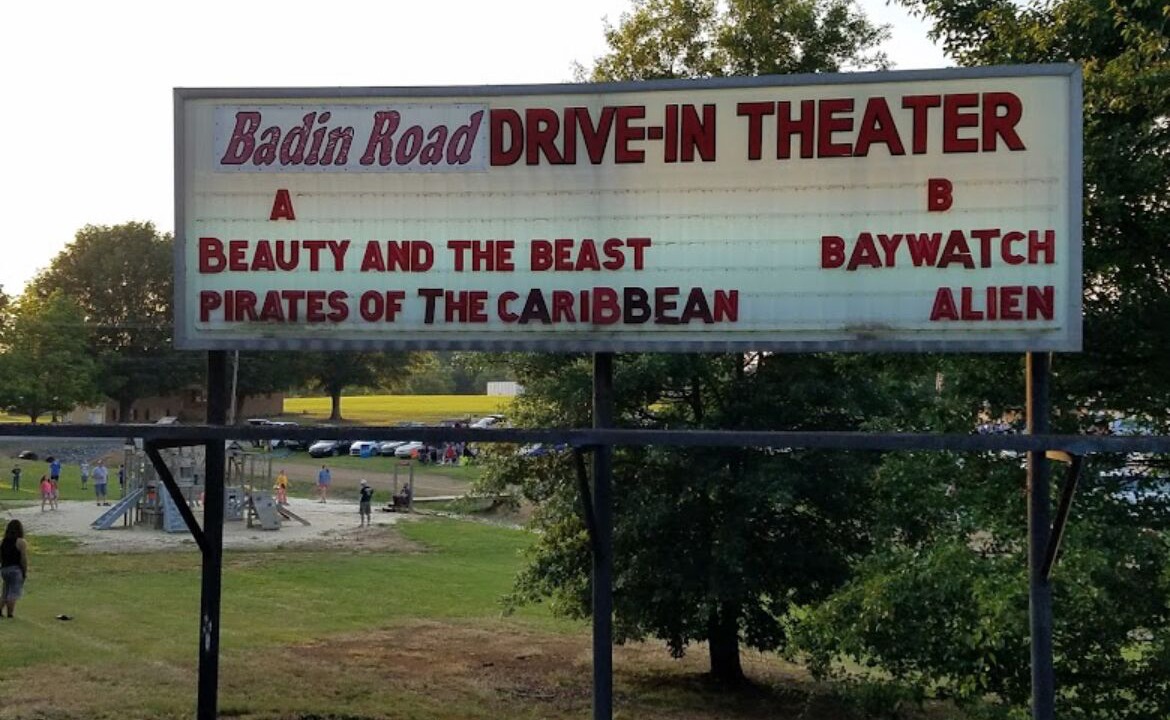 Badin Road DRIVE-IN THEATER
A B
BEAUTY AND THE BEAST BAYWATCH
PIRATES OF THE CARIBBEAN ALIEN